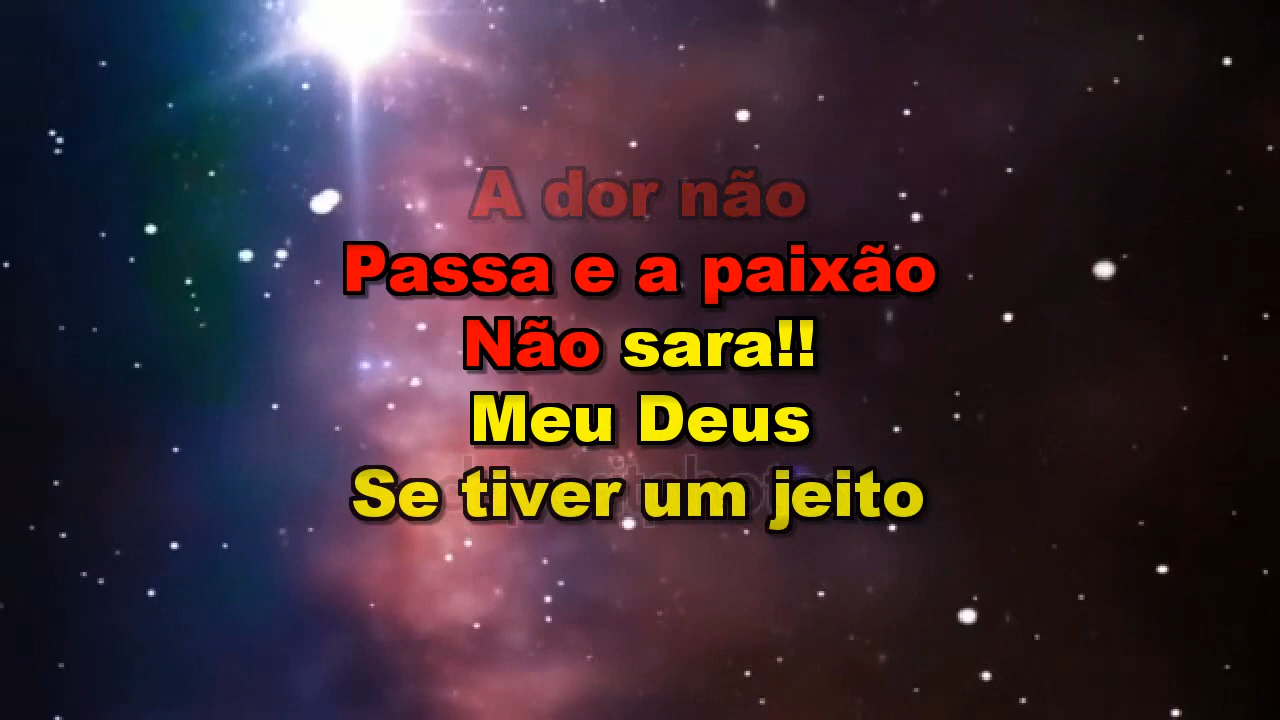 A dor não
Passa e a paixão
Não sara!!
Meu Deus
Se tiver um jeito